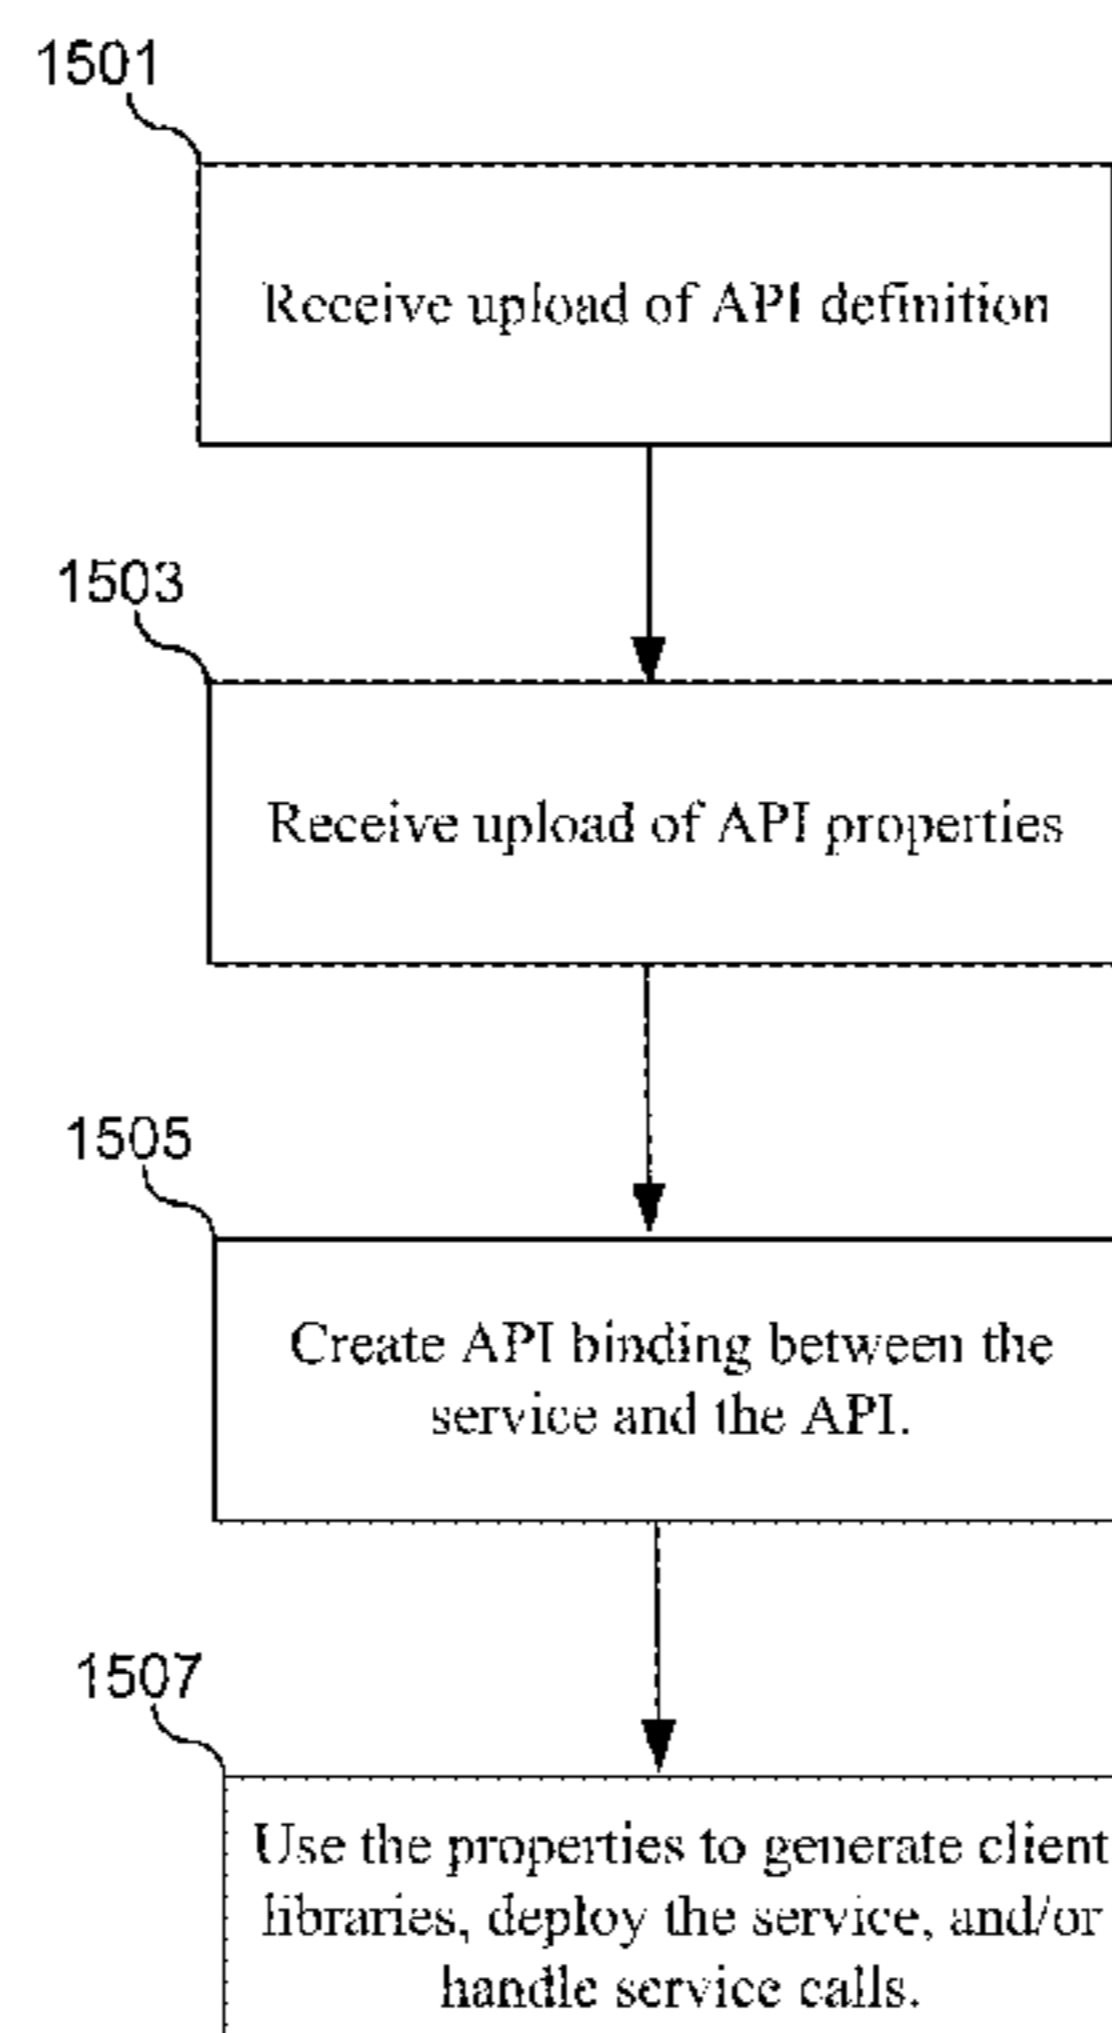 1501
Receive upload of API definition
1503
Receive upload of API properties
1505
Create API binding between the
service and the API.
1507
Use the properties to generate client
libraries, deploy the service, and/or
handle service calls.